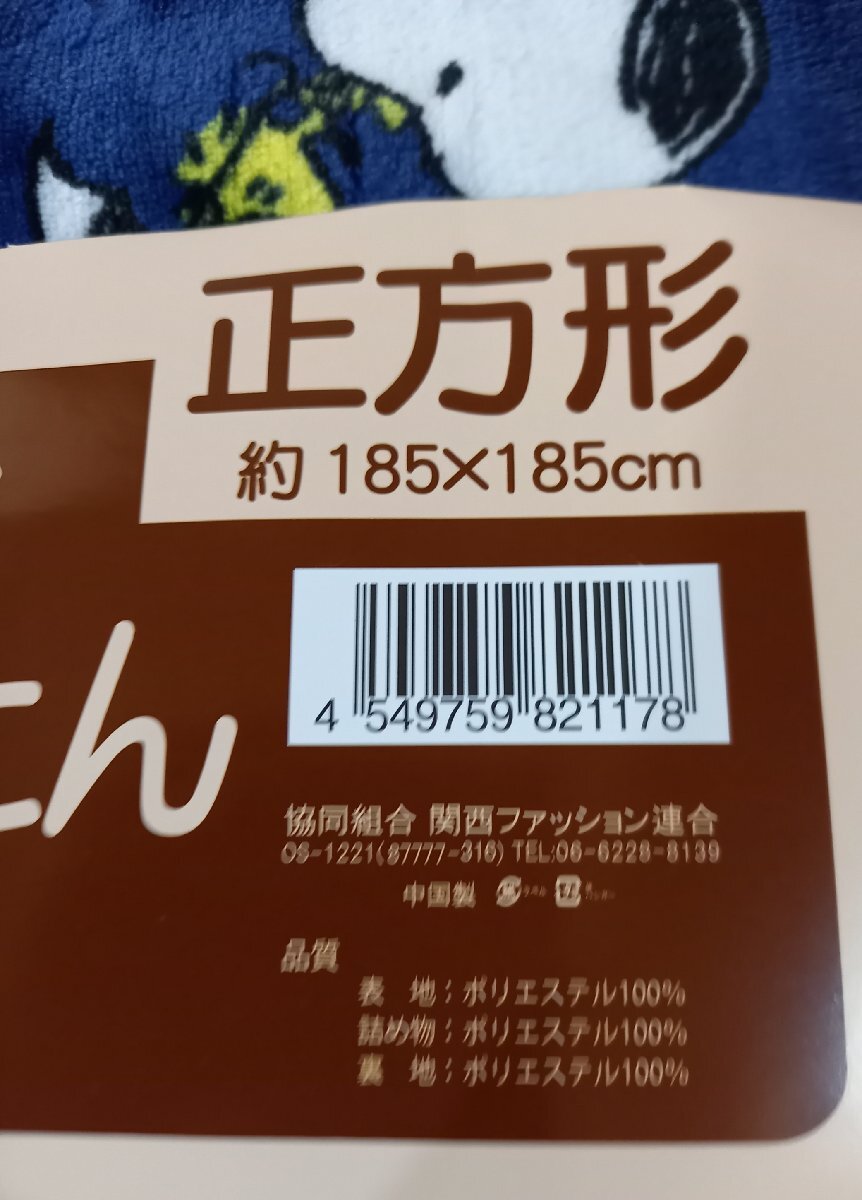 正方形
約 185×185cm
とん
4 549759 821178
協同組合 関西ファッション連合
OS-1221(87777-316) TEL:06-6228-8139
中国製
品質
表 地：ポリエステル100%
詰め物：ポリエステル100%
裏 地：ポリエステル100%